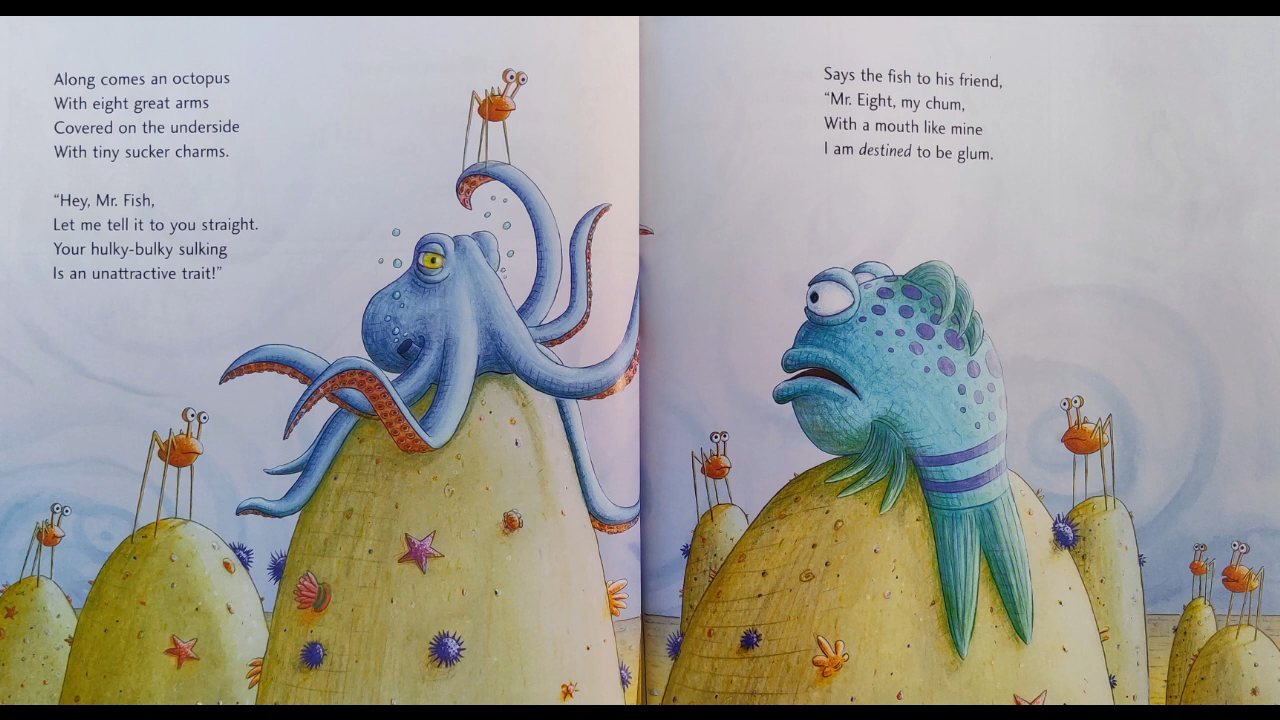 Along comes an octopus
With eight great arms
Covered on the underside
With tiny sucker charms.
“Hey, Mr. Fish,
Let me tell it to you straight.
Your hulky-bulky sulking
Is an unattractive trait!”
Says the fish to his friend,
“Mr. Eight, my chum,
With a mouth like mine
I am destined to be glum.